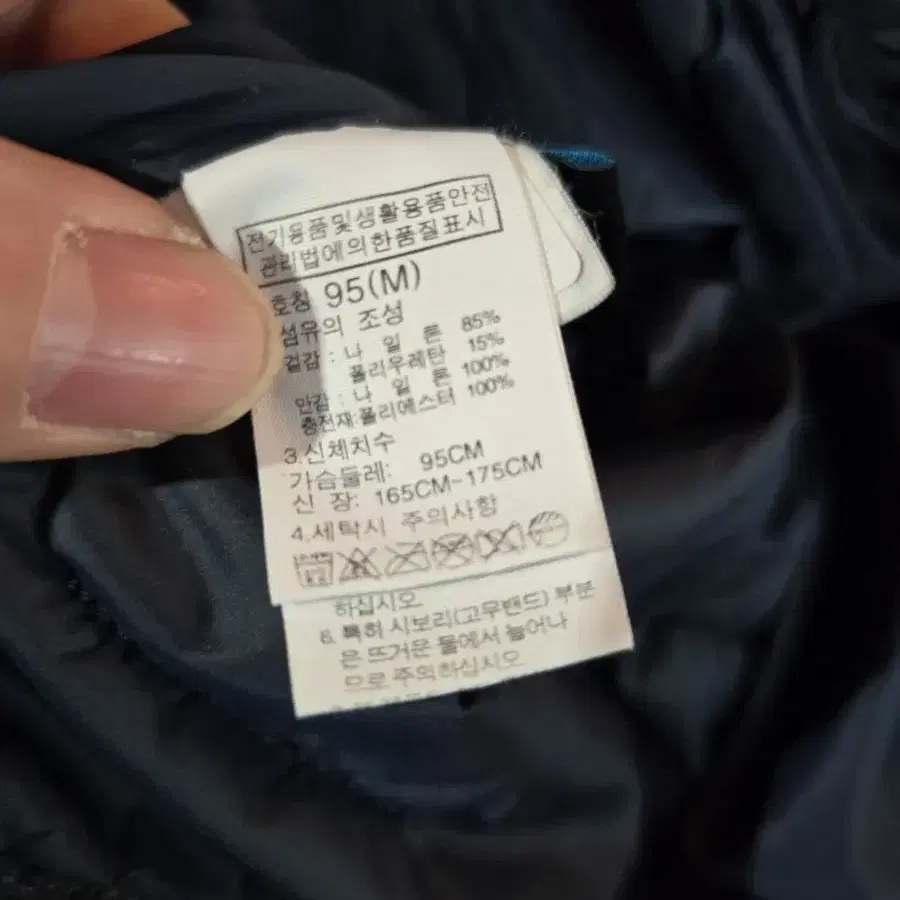 전기용품및생활용품안전
관리법에의한품질표시
호칭 95(M)
섬유의 조성
겉감 : 나 일 론 85%
폴리우레탄 15%
안감 : 나 일 론 100%
충전재:폴리에스터 100%
3.신체치수
가슴둘레: 95CM
신 장: 165CM~175CM
4.세탁시 주의사항
하십시오
6. 특히 시보리(고무밴드) 부분
은 뜨거운 물에서 늘어나
므로 주의하십시오